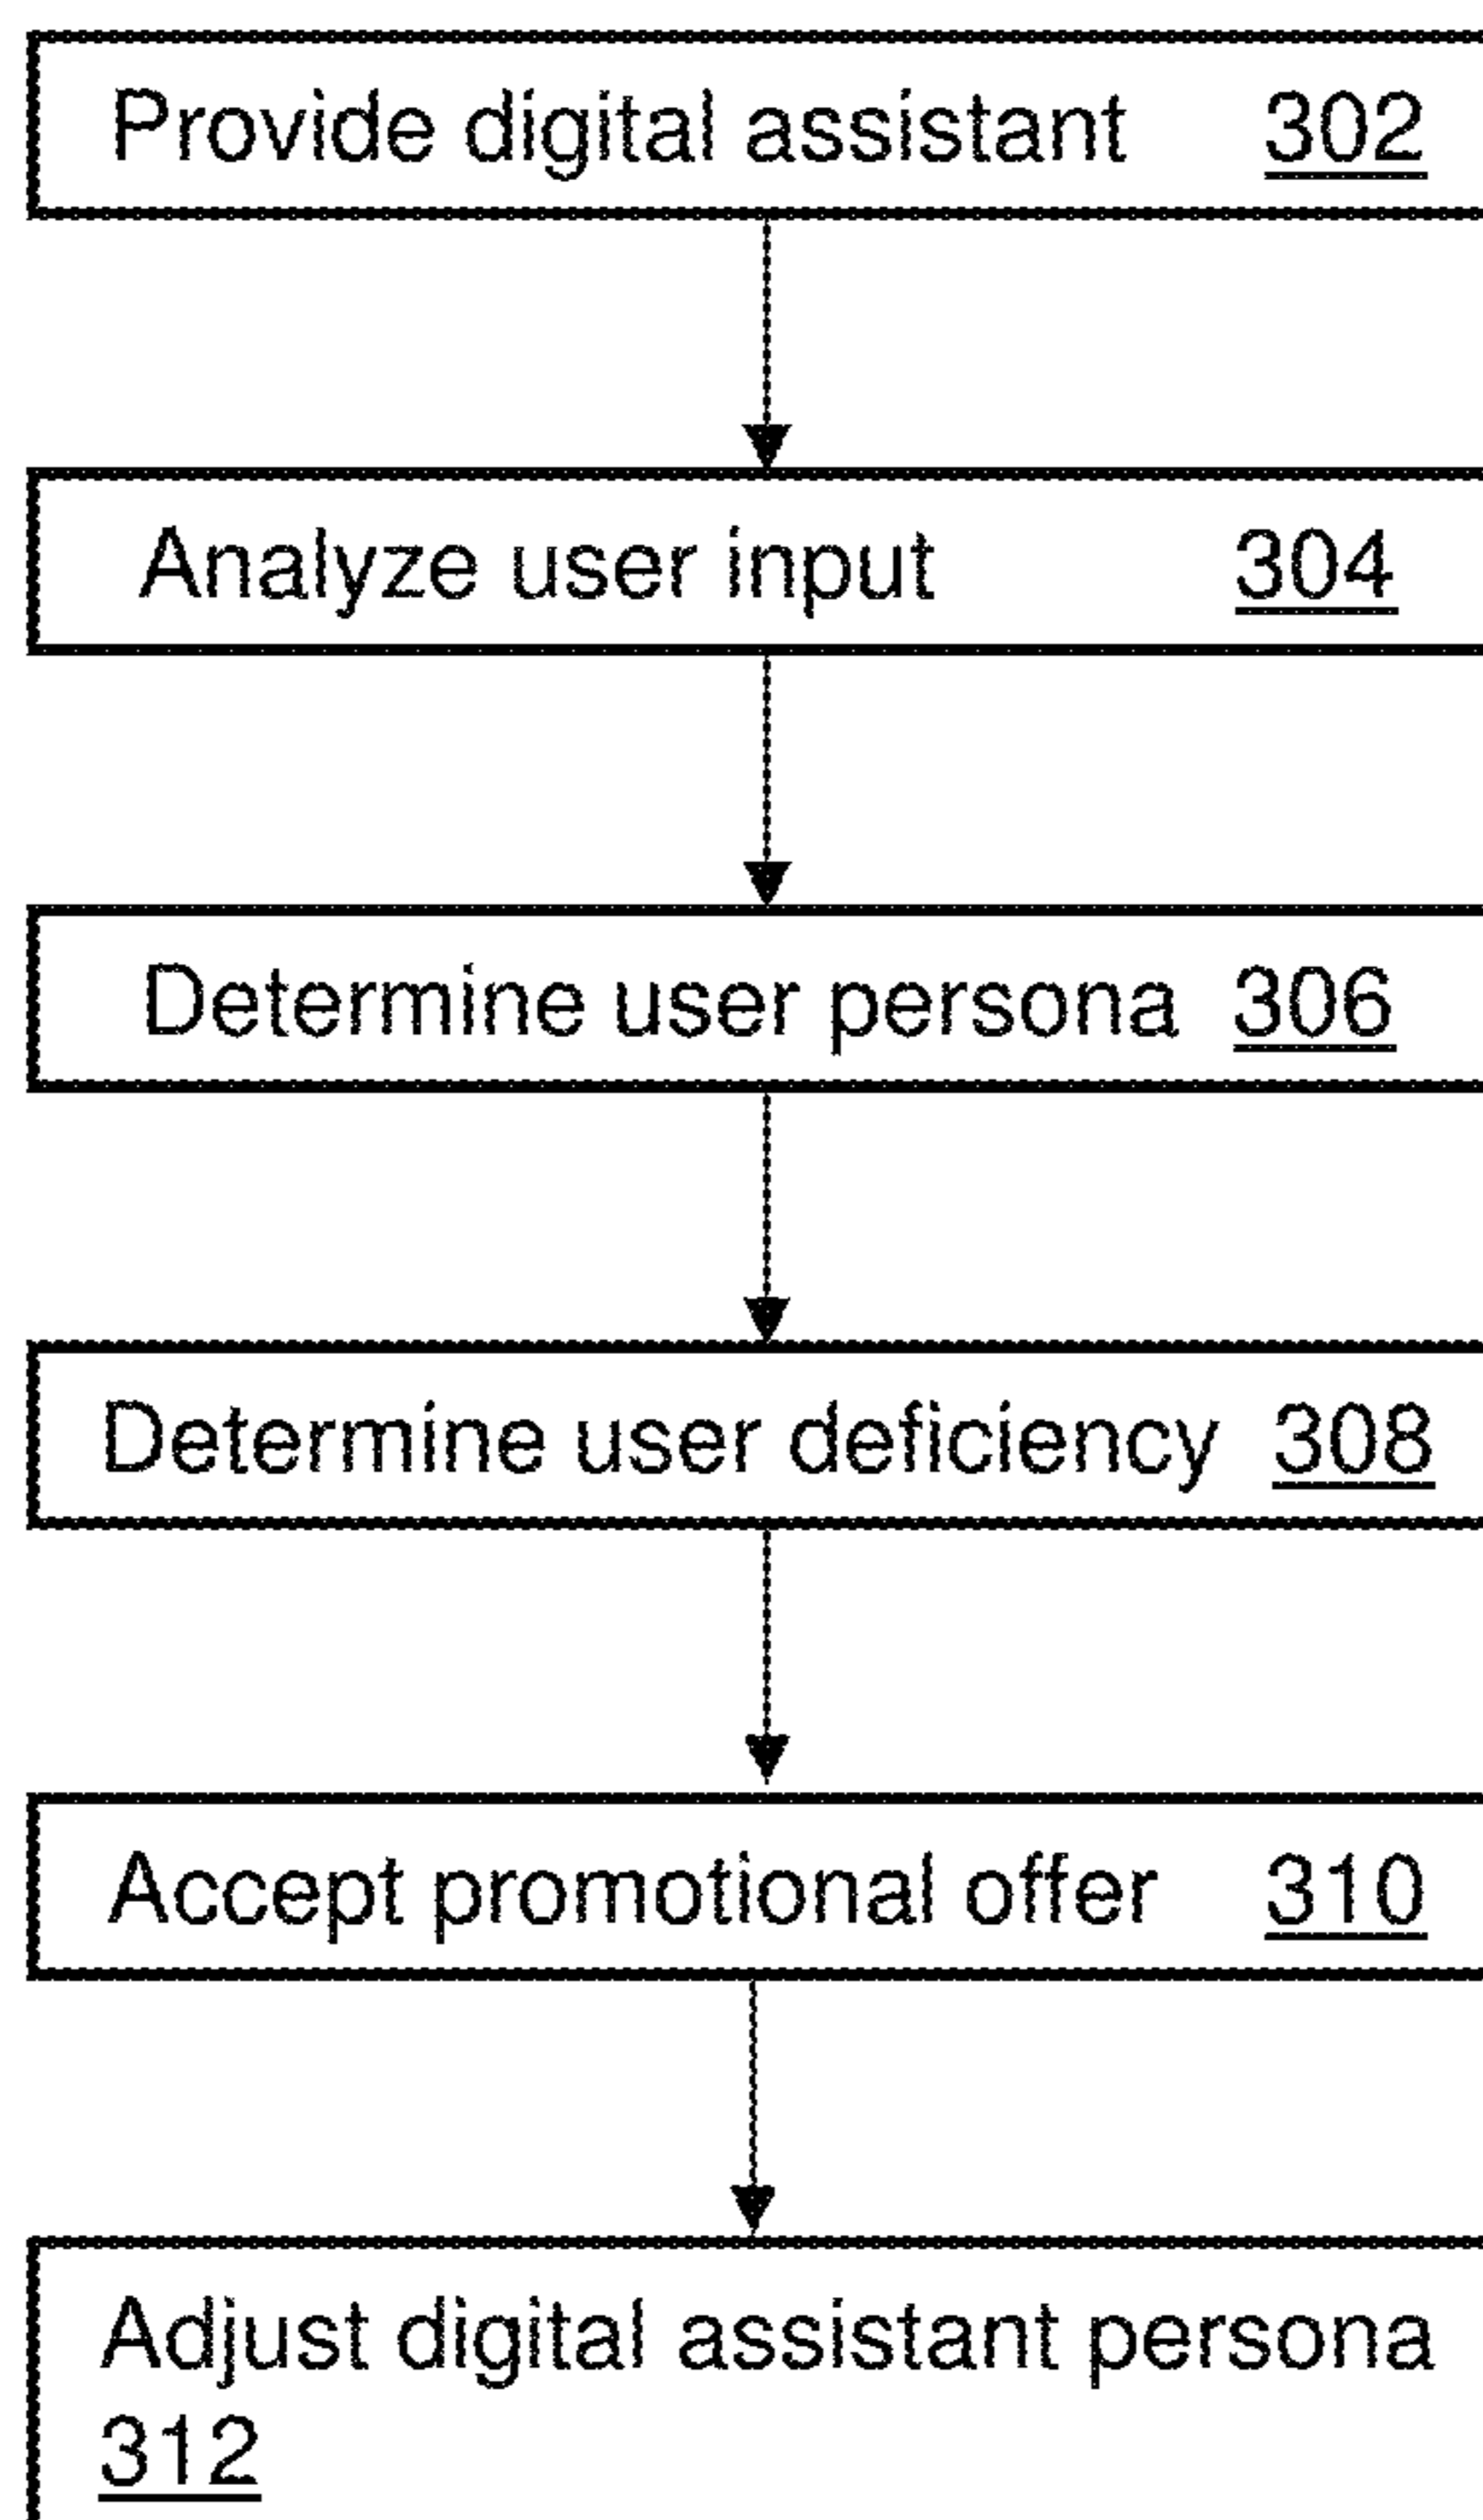 Provide digital assistant 302
Analyze user input 304
Determine user persona 306
Determine user deficiency 308
Accept promotional offer 310
Adjust digital assistant persona
312